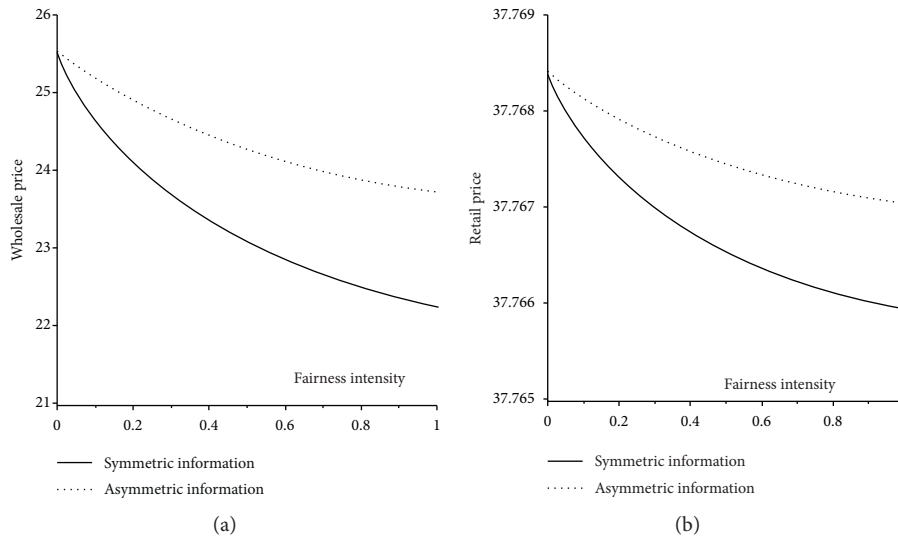 26
25
24
23
22
21
Wholesale price
Fairness intensity
0
0.2
0.4
0.6
0.8
1
Symmetric information
Asymmetric information
(a)
37.769
37.768
37.767
37.766
37.765
Retail price
Fairness intensity
0
0.2
0.4
0.6
0.8
Symmetric information
Asymmetric information
(b)